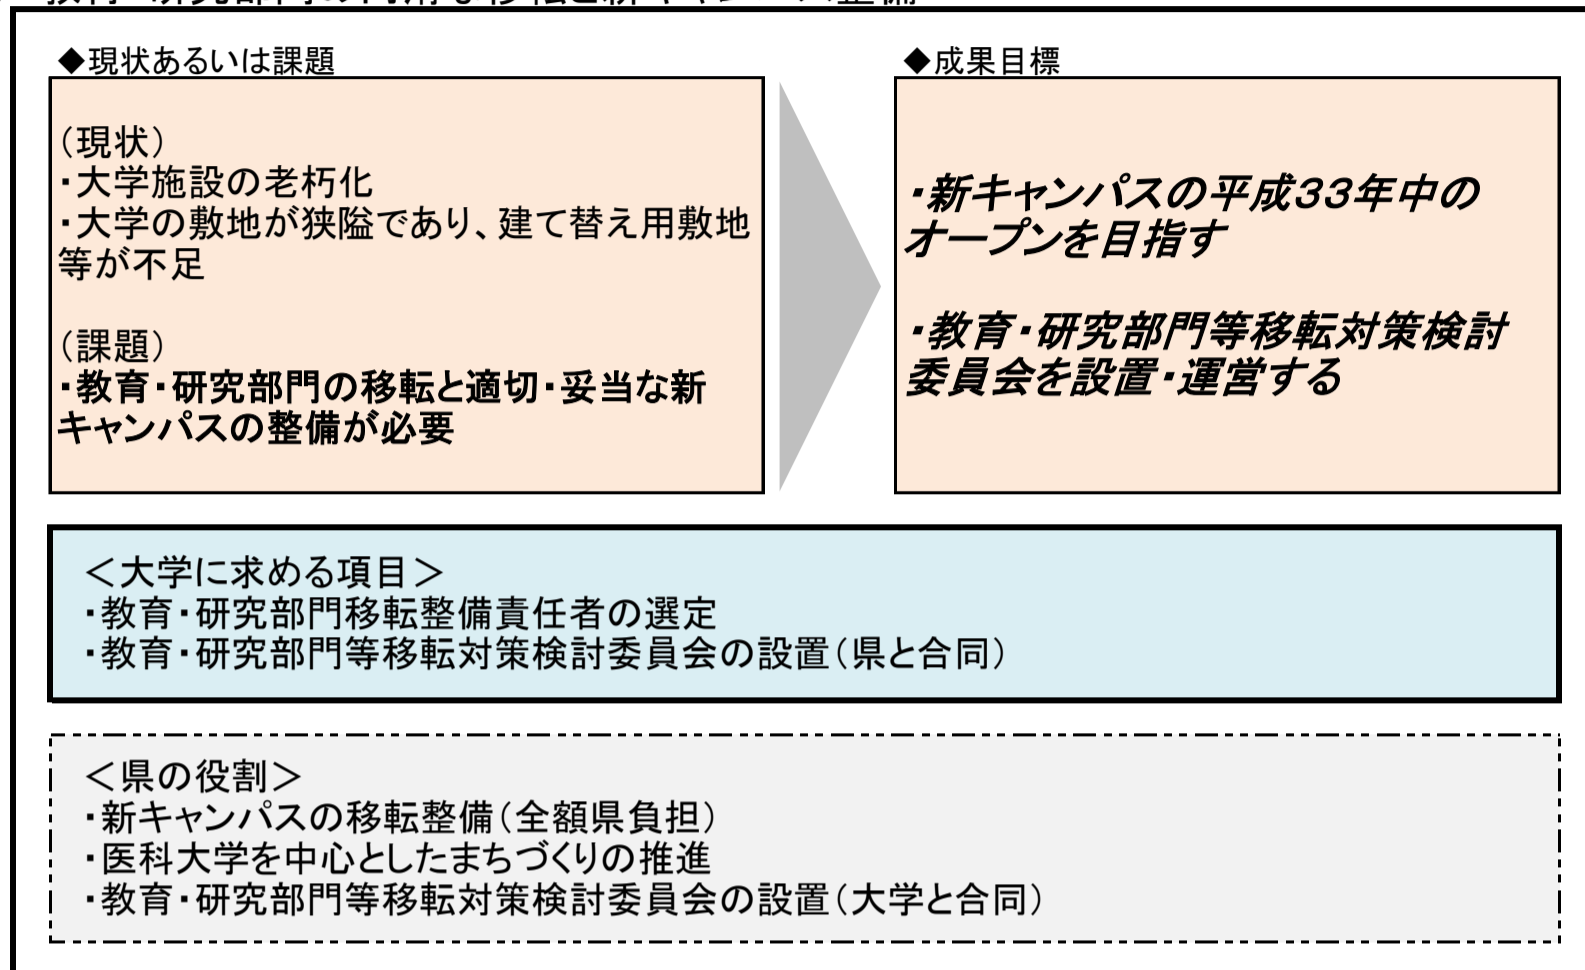 ◆現状あるいは課題
（現状）
・大学施設の老朽化
・大学の敷地が狭隘であり、建て替え用敷地
等が不足
（課題）
・教育・研究部門の移転と適切・妥当な新
キャンパスの整備が必要
◆成果目標
・新キャンパスの平成33年中の
オープンを目指す
・教育・研究部門等移転対策検討
委員会を設置・運営する
＜大学に求める項目＞
・教育・研究部門移転整備責任者の選定
・教育・研究部門等移転対策検討委員会の設置（県と合同）
＜県の役割＞
・新キャンパスの移転整備（全額県負担）
・医科大学を中心としたまちづくりの推進
・教育・研究部門等移転対策検討委員会の設置（大学と合同）